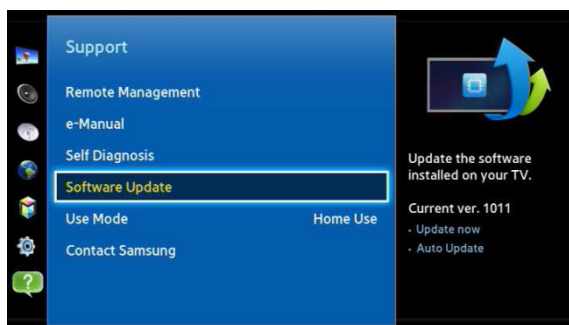 Support
Remote Management
e-Manual
Self Diagnosis
Software Update
Use Mode Home Use
Contact Samsung
Update the software
installed on your TV.
Current ver. 1011
· Update now
· Auto Update
?